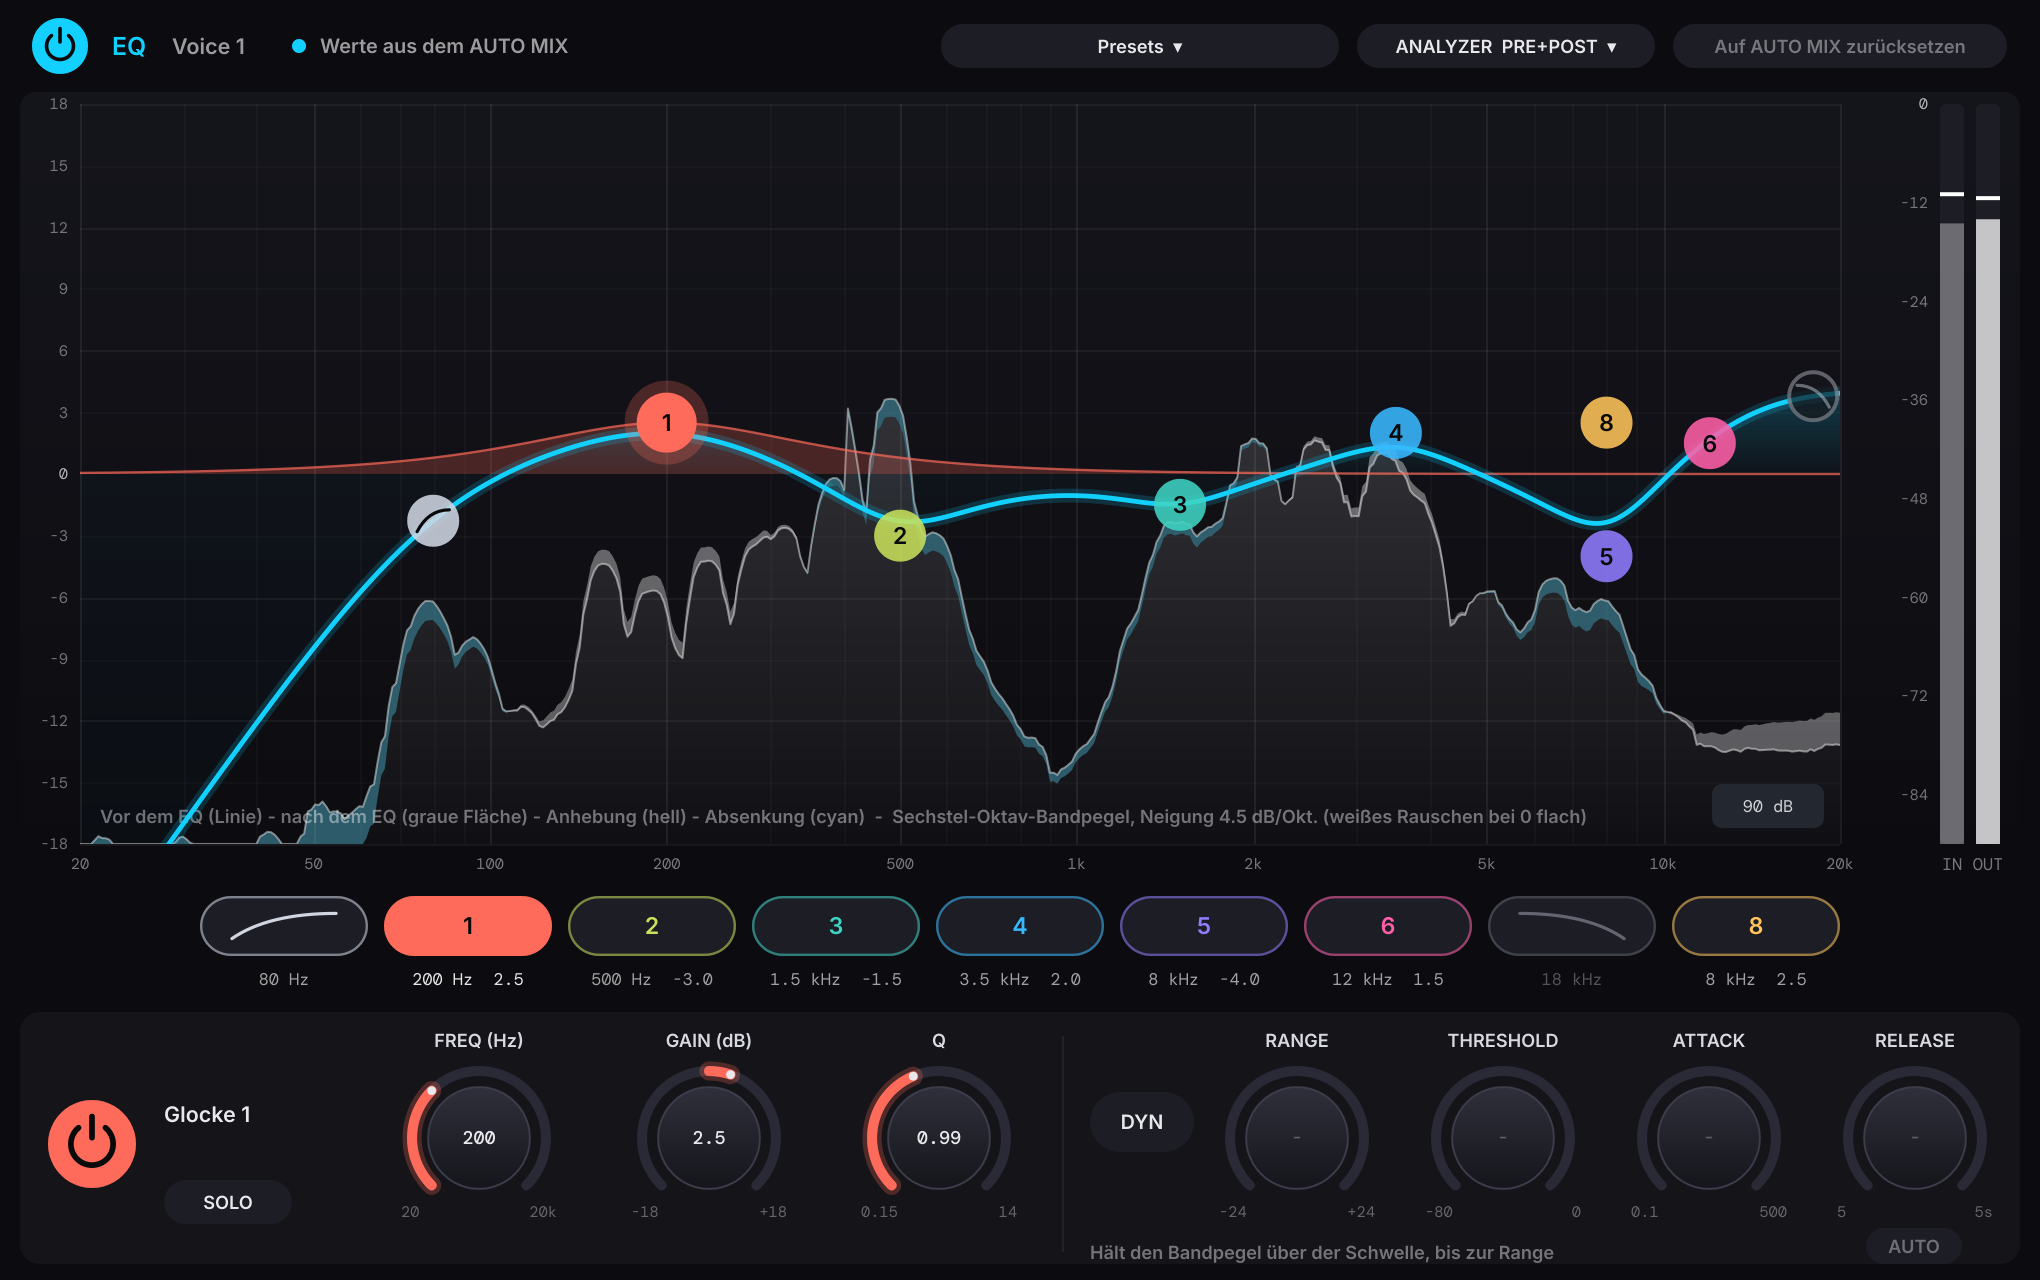 EQ Voice 1 Werte aus dem AUTO MIX Presets ▾ ANALYZER PRE+POST ▾ Auf AUTO MIX zurücksetzen
18 0
15
12 -12
9 -24
6
3 -36
0
-3 -48
-6 -60
-9
-12 -72
-15 -84
-18
1
8
4
6
3
2
5
90 dB
Vor dem EQ (Linie) - nach dem EQ (graue Fläche) - Anhebung (hell) - Absenkung (cyan) - Sechstel-Oktav-Bandpegel, Neigung 4.5 dB/Okt. (weißes Rauschen bei 0 flach)
20 50 100 200 500 1k 2k 5k 10k 20k IN OUT
1 2 3 4 5 6 8
80 Hz 200 Hz 2.5 500 Hz -3.0 1.5 kHz -1.5 3.5 kHz 2.0 8 kHz -4.0 12 kHz 1.5 18 kHz 8 kHz 2.5
FREQ (Hz) GAIN (dB) Q RANGE THRESHOLD ATTACK RELEASE
Glocke 1
DYN
200 2.5 0.99 - - - -
SOLO
20 20k -18 +18 0.15 14 -24 +24 -80 0 0.1 500 5 5s
Hält den Bandpegel über der Schwelle, bis zur Range AUTO